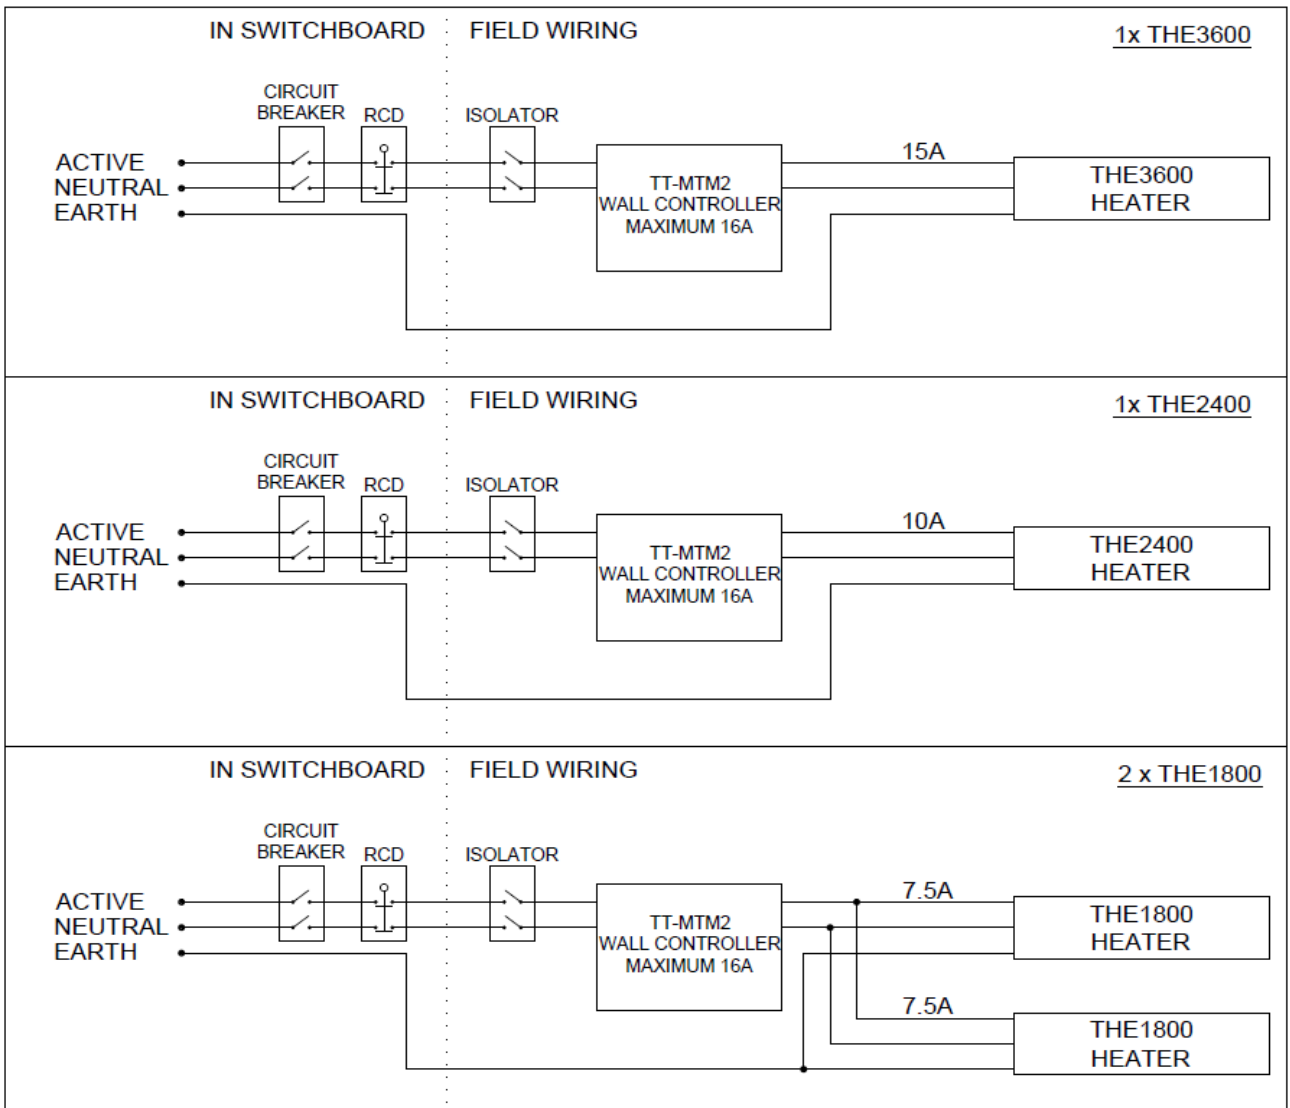 IN SWITCHBOARD FIELD WIRING
1x THE3600
CIRCUIT
BREAKER RCD ISOLATOR
ACTIVE
NEUTRAL
EARTH
TT-MTM2
WALL CONTROLLER
MAXIMUM 16A
15A
THE3600
HEATER
IN SWITCHBOARD FIELD WIRING
1x THE2400
CIRCUIT
BREAKER RCD ISOLATOR
ACTIVE
NEUTRAL
EARTH
TT-MTM2
WALL CONTROLLER
MAXIMUM 16A
10A
THE2400
HEATER
IN SWITCHBOARD FIELD WIRING
2 x THE1800
CIRCUIT
BREAKER RCD ISOLATOR
ACTIVE
NEUTRAL
EARTH
TT-MTM2
WALL CONTROLLER
MAXIMUM 16A
7.5A
THE1800
HEATER
7.5A
THE1800
HEATER